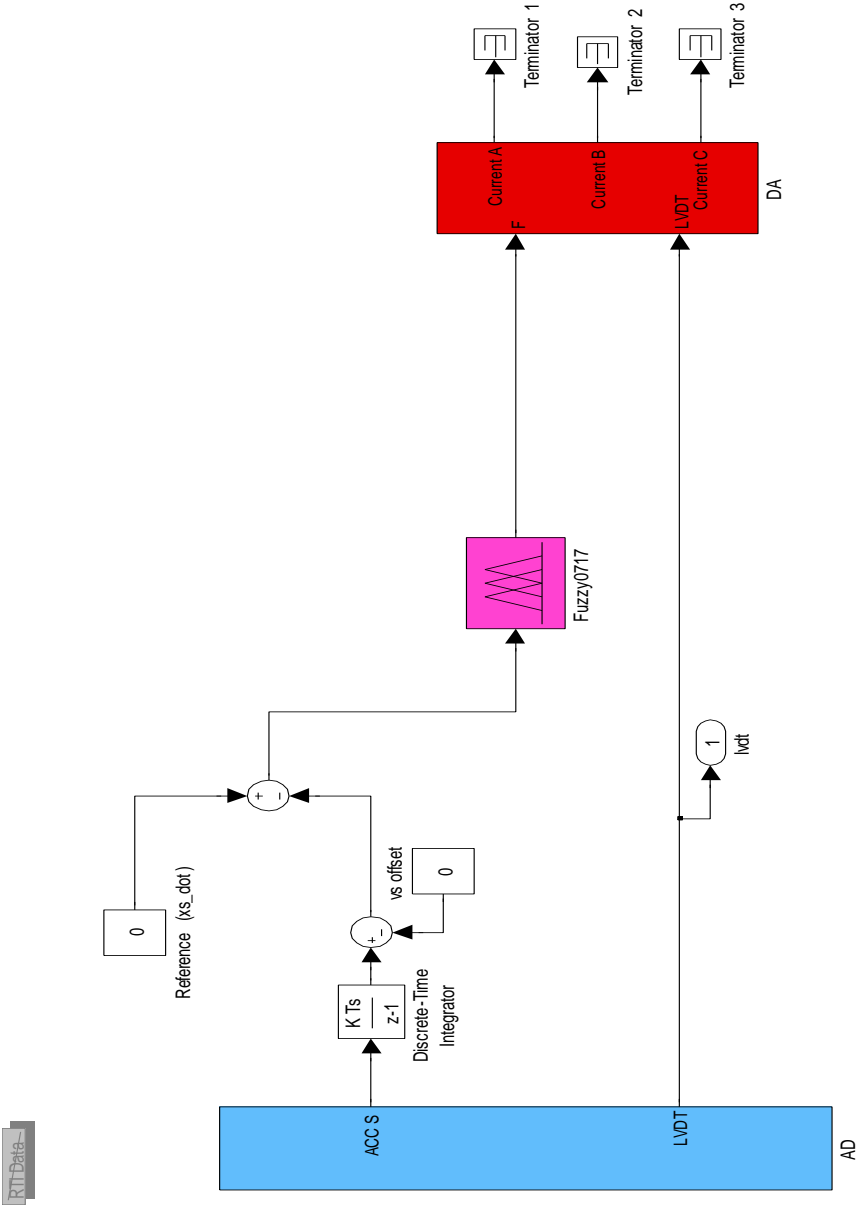 RTI Data
AD
ACC S
LVDT
K Ts
z-1
Discrete-Time
Integrator
+
-
vs offset
0
Reference (xs_dot)
0
+
-
1
lvdt
Fuzzy0717
F
LVDT
Current A
Current B
Current C
DA
Terminator 1
Terminator 2
Terminator 3